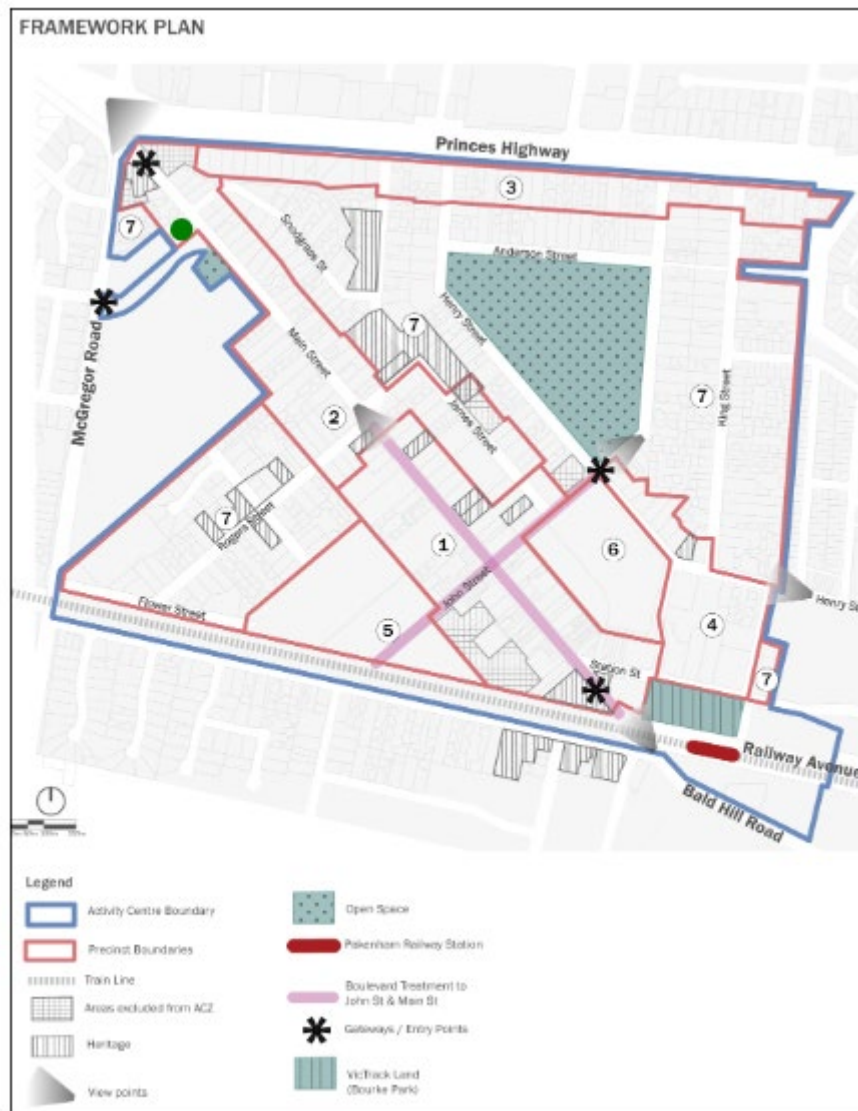 FRAMEWORK PLAN
Princes Highway
3
7
Snodgrass St
Anderson Street
Henry Street
McGregor Road
Main Street
7
7
King Street
2
James Street
7
Rogers Street
1
6
John Street
Henry St
Flower Street
5
4
Station St
7
Railway Avenue
Bald Hill Road
Legend
Activity Centre Boundary
Precinct Boundaries
Train Line
Areas excluded from ACZ
Heritage
View points
Open Space
Pakenham Railway Station
Boulevard Treatment to
John St & Main St
Gateways / Entry Points
VicTrack Land
(Bourke Park)